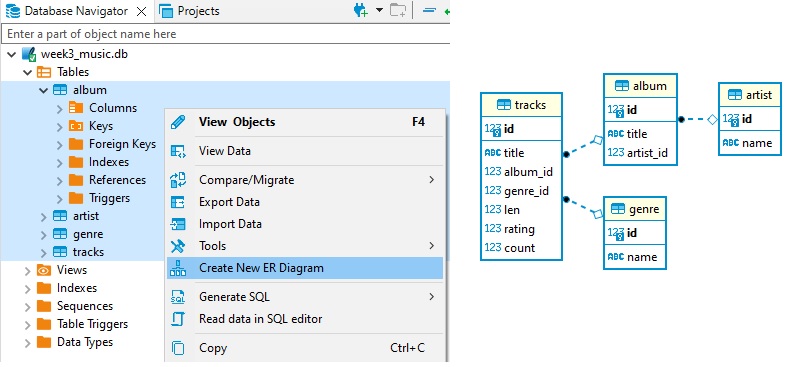 Database Navigator
Projects
Enter a part of object name here
week3_music.db
Tables
album
Columns
Keys
Foreign Keys
Indexes
References
Triggers
artist
genre
tracks
Views
Indexes
Sequences
Table Triggers
Data Types
View Objects F4
View Data
Compare/Migrate
Export Data
Import Data
Tools
Create New ER Diagram
Generate SQL
Read data in SQL editor
Copy Ctrl+C
tracks
123 id
ABC title
123 album_id
123 genre_id
123 len
123 rating
123 count
album
123 id
ABC title
123 artist_id
artist
123 id
ABC name
genre
123 id
ABC name